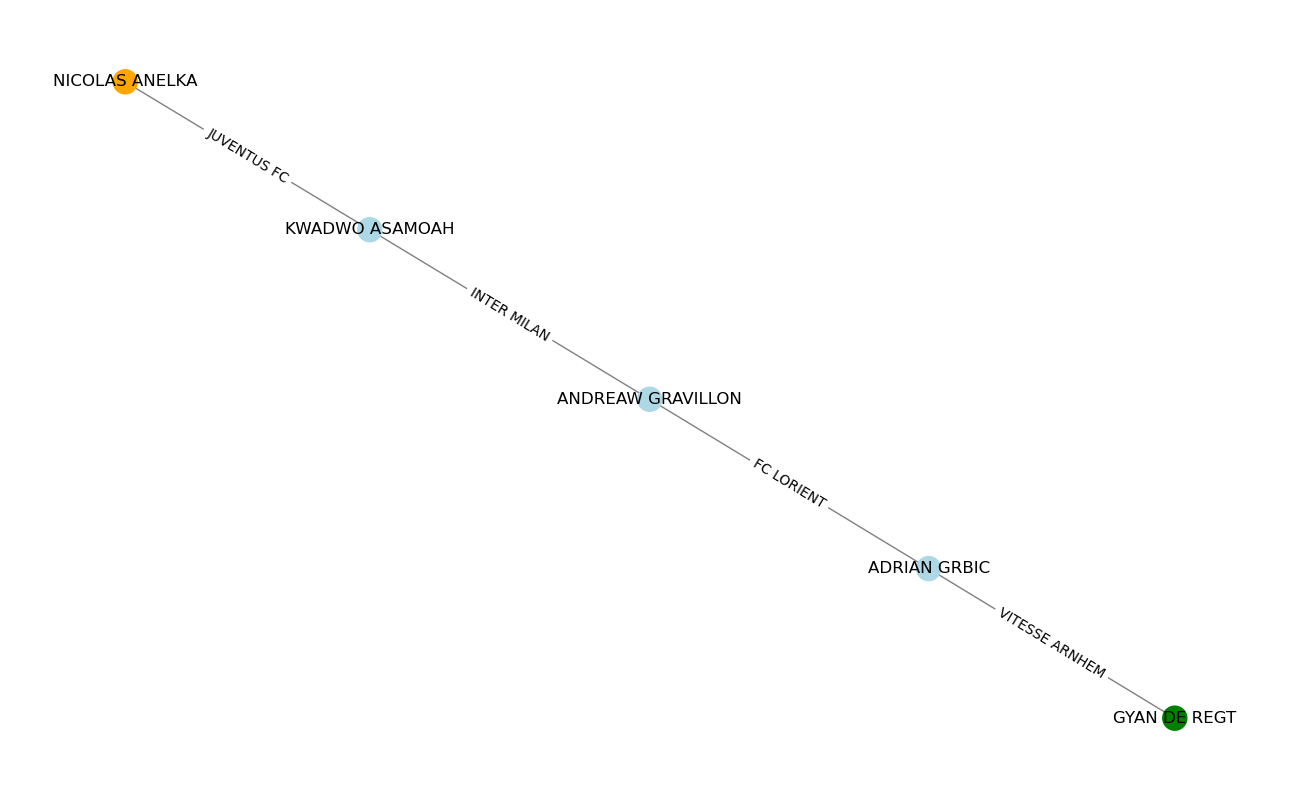 NICOLAS ANELKA
JUVENTUS FC
KWADWO ASAMOAH
INTER MILAN
ANDREAW GRAVILLON
FC LORIENT
ADRIAN GRBIC
VITESSE ARNHEM
GYAN DE REGT